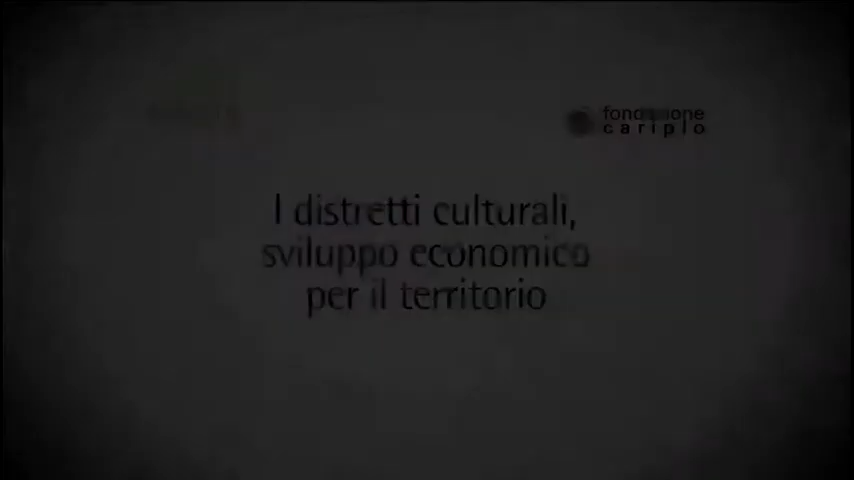 fondazione
cariplo
I distretti culturali,
sviluppo economico
per il territorio